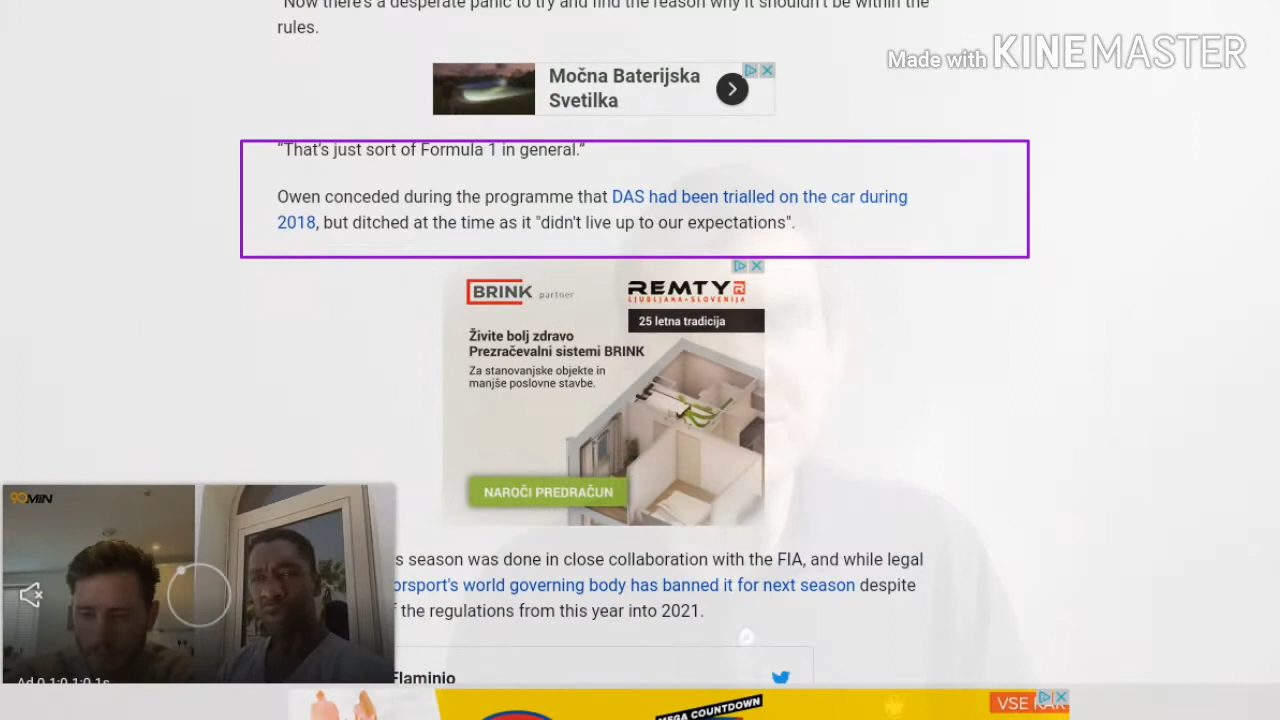 "Now there's a desperate panic to try and find the reason why it shouldn't be within the
rules.
Made with KINEMASTER
Močna Baterijska
Svetilka
“That’s just sort of Formula 1 in general.”
Owen conceded during the programme that DAS had been trialled on the car during
2018, but ditched at the time as it "didn't live up to our expectations".
BRINK partner
REMTY R
LJUBLJANA•SLOVENIJA
25 letna tradicija
Živite bolj zdravo
Prezračevalni sistemi BRINK
Za stanovanjske objekte in
manjše poslovne stavbe.
NAROČI PREDRAČUN
90MIN
s season was done in close collaboration with the FIA, and while legal
orsport's world governing body has banned it for next season despite
f the regulations from this year into 2021.
Flaminio
MEGA COUNTDOWN
VSE